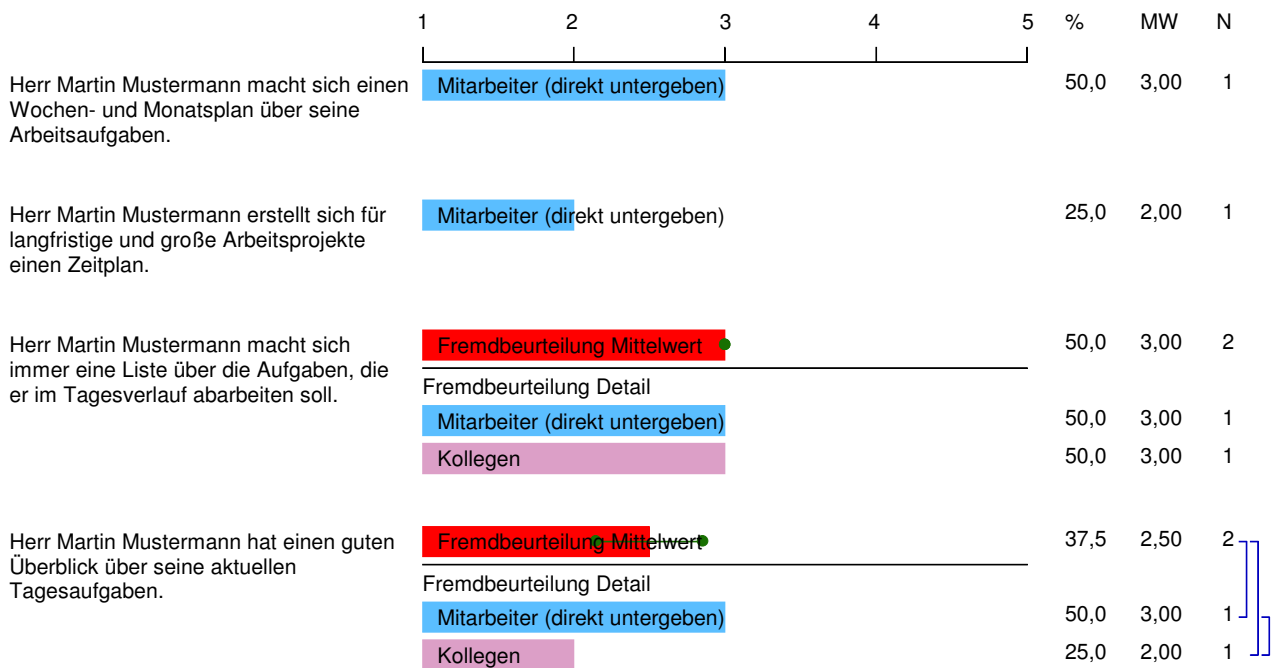 1 2 3 4 5 % MW N
Herr Martin Mustermann macht sich einen
Wochen- und Monatsplan über seine
Arbeitsaufgaben.
Mitarbeiter (direkt untergeben) 50,0 3,00 1
Herr Martin Mustermann erstellt sich für
langfristige und große Arbeitsprojekte
einen Zeitplan.
Mitarbeiter (direkt untergeben) 25,0 2,00 1
Herr Martin Mustermann macht sich
immer eine Liste über die Aufgaben, die
er im Tagesverlauf abarbeiten soll.
Fremdbeurteilung Mittelwert 50,0 3,00 2
Fremdbeurteilung Detail
Mitarbeiter (direkt untergeben) 50,0 3,00 1
Kollegen 50,0 3,00 1
Herr Martin Mustermann hat einen guten
Überblick über seine aktuellen
Tagesaufgaben.
Fremdbeurteilung Mittelwert 37,5 2,50 2
Fremdbeurteilung Detail
Mitarbeiter (direkt untergeben) 50,0 3,00 1
Kollegen 25,0 2,00 1